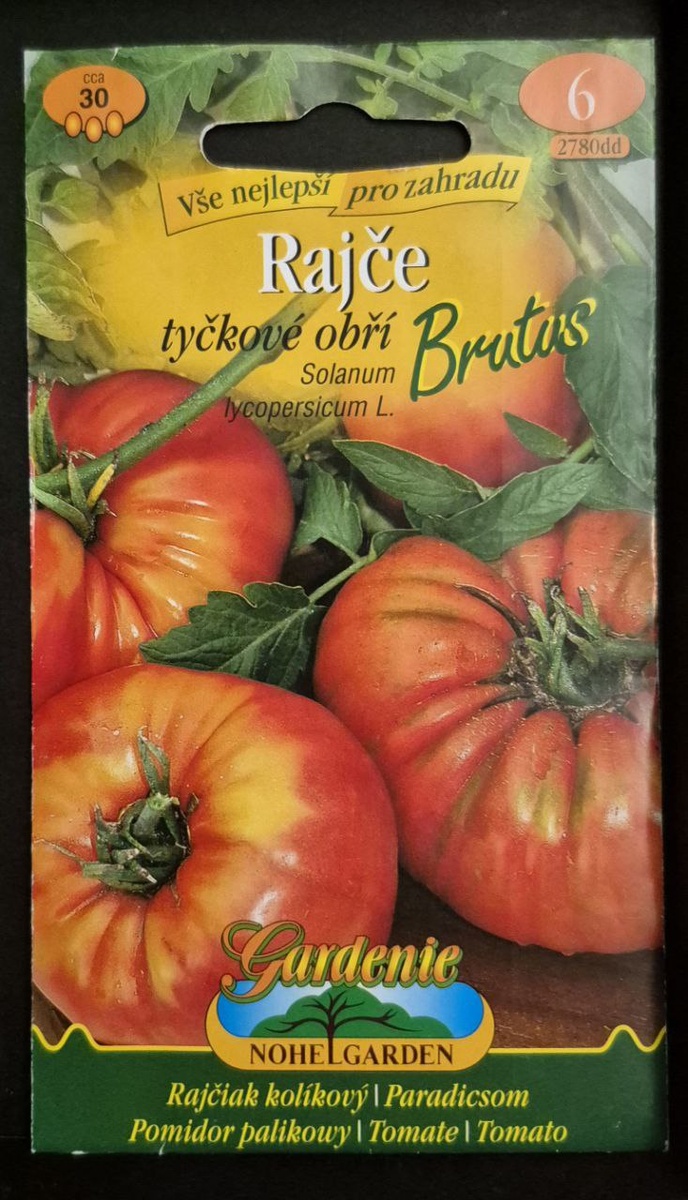 cca
30
6
2780dd
Vše nejlepší pro zahradu
Rajče
tyčkové obří
Brutus
Solanum
lycopersicum L.
Gardenie
NOHELGARDEN
Rajčiak kolíkový | Paradicsom
Pomidor palikowy | Tomate | Tomato